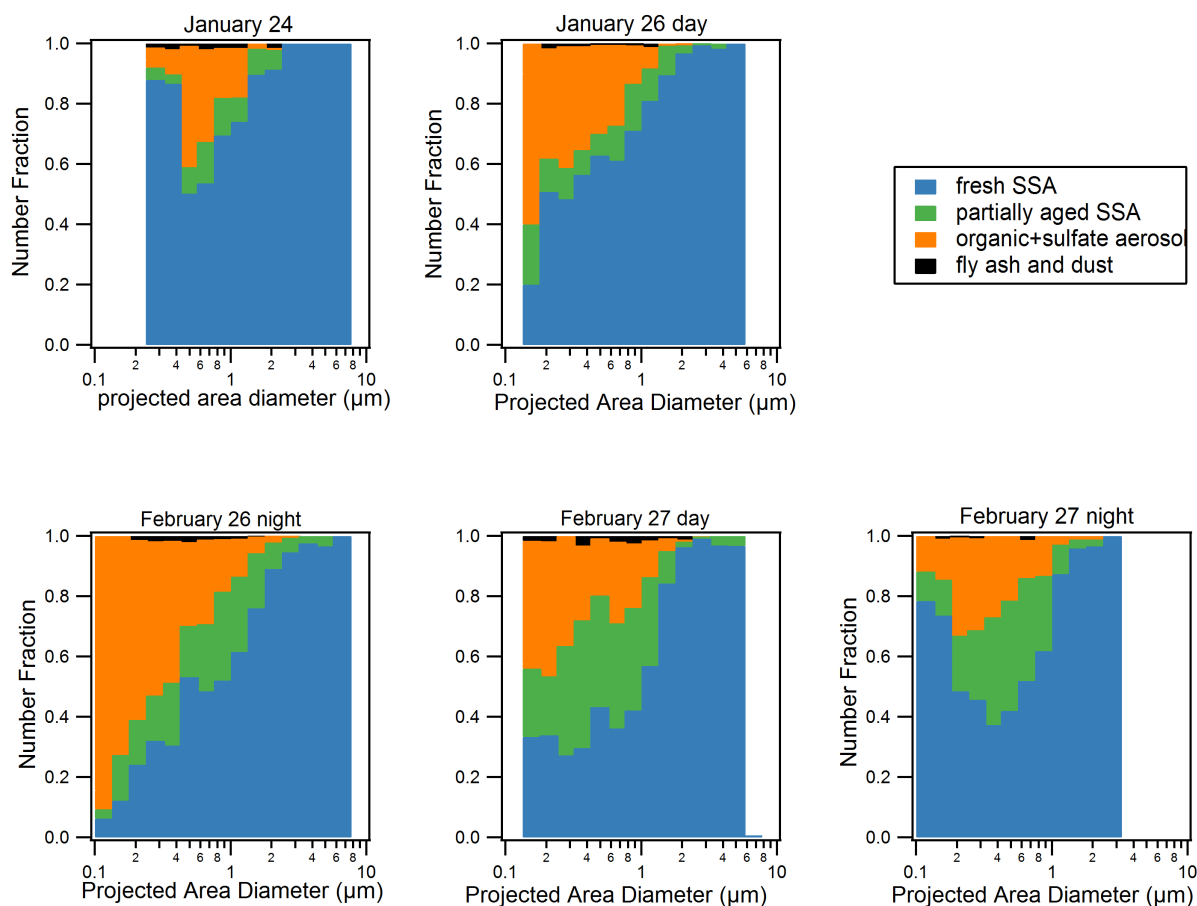 January 24
1.0
0.8
0.6
0.4
0.2
0.0
Number Fraction
0.1 2 4 6 8 1 2 4 6 8 10
projected area diameter (µm)
January 26 day
1.0
0.8
0.6
0.4
0.2
0.0
Number Fraction
0.1 2 4 6 8 1 2 4 6 8 10
Projected Area Diameter (µm)
fresh SSA
partially aged SSA
organic+sulfate aerosol
fly ash and dust
February 26 night
1.0
0.8
0.6
0.4
0.2
0.0
Number Fraction
0.1 2 4 6 8 1 2 4 6 8 10
Projected Area Diameter (µm)
February 27 day
1.0
0.8
0.6
0.4
0.2
0.0
Number Fraction
0.1 2 4 6 8 1 2 4 6 8 10
Projected Area Diameter (µm)
February 27 night
1.0
0.8
0.6
0.4
0.2
0.0
Number Fraction
0.1 2 4 6 8 1 2 4 6 8 10
Projected Area Diameter (µm)